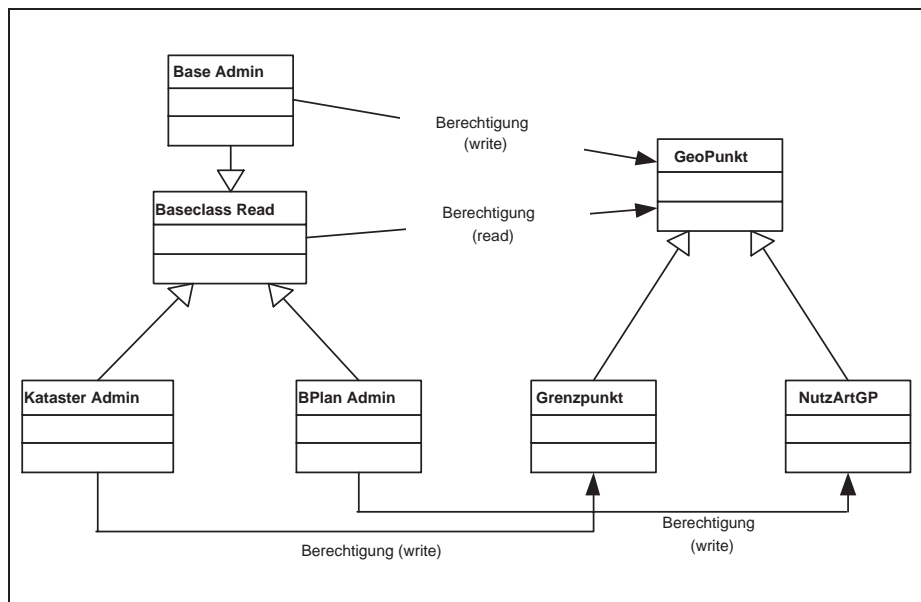 Base Admin
Berechtigung
(write)
GeoPunkt
Baseclass Read
Berechtigung
(read)
Kataster Admin
BPlan Admin
Grenzpunkt
NutzArtGP
Berechtigung (write)
Berechtigung
(write)